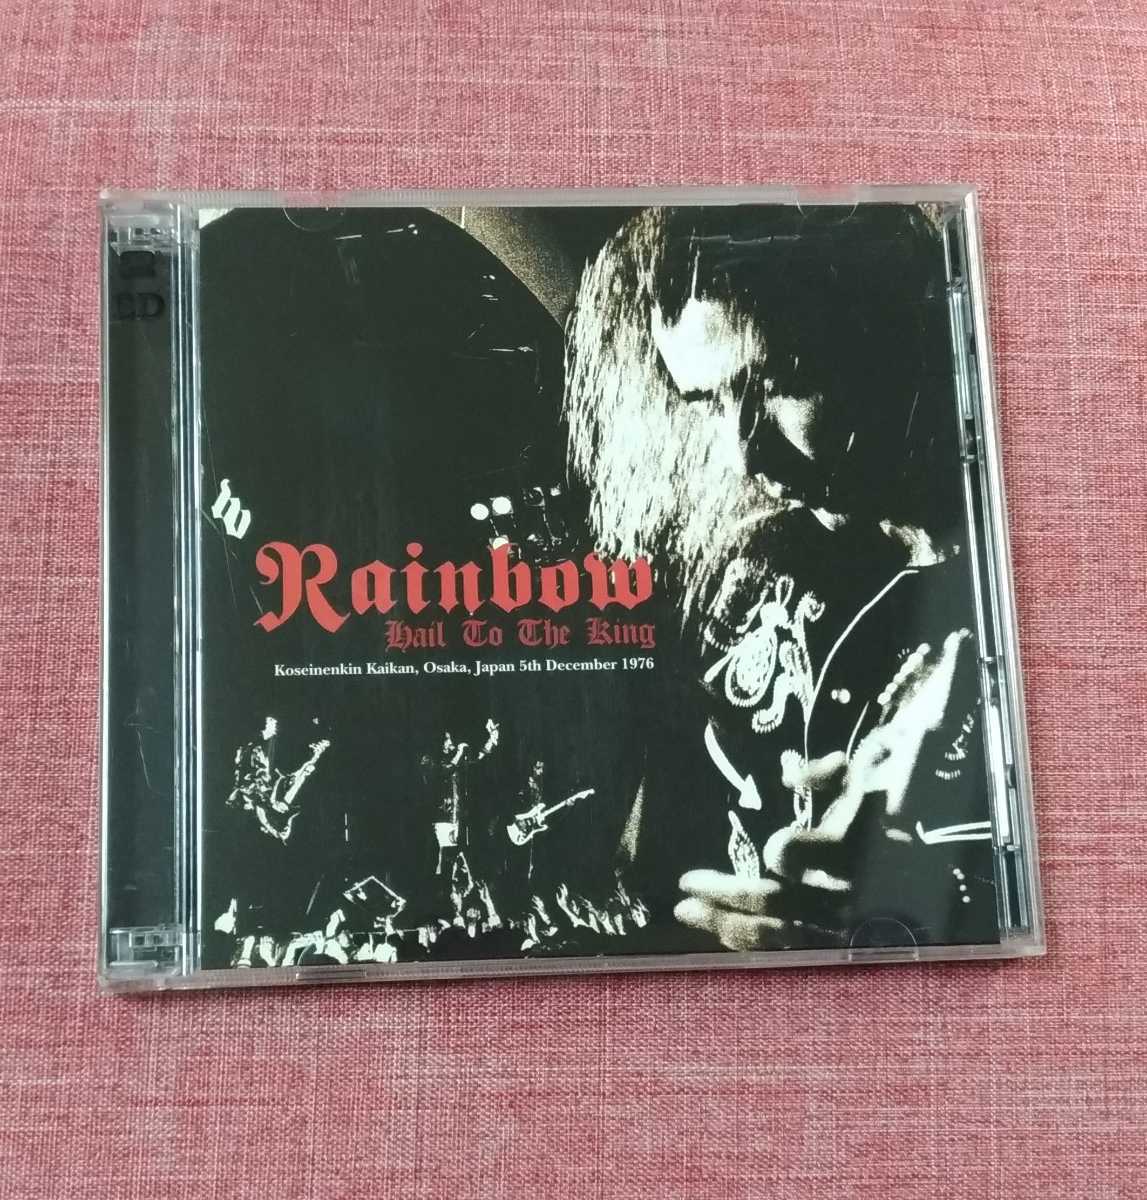 w
Rainbow
Hail To The King
Koseinenkin Kaikan, Osaka, Japan 5th December 1976